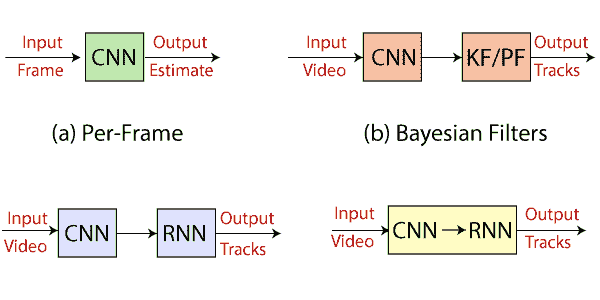 Input
Frame
CNN
Output
Estimate
(a) Per-Frame
Input
Video
CNN
KF/PF
Output
Tracks
(b) Bayesian Filters
Input
Video
CNN
RNN
Output
Tracks
Input
Video
CNN → RNN
Output
Tracks